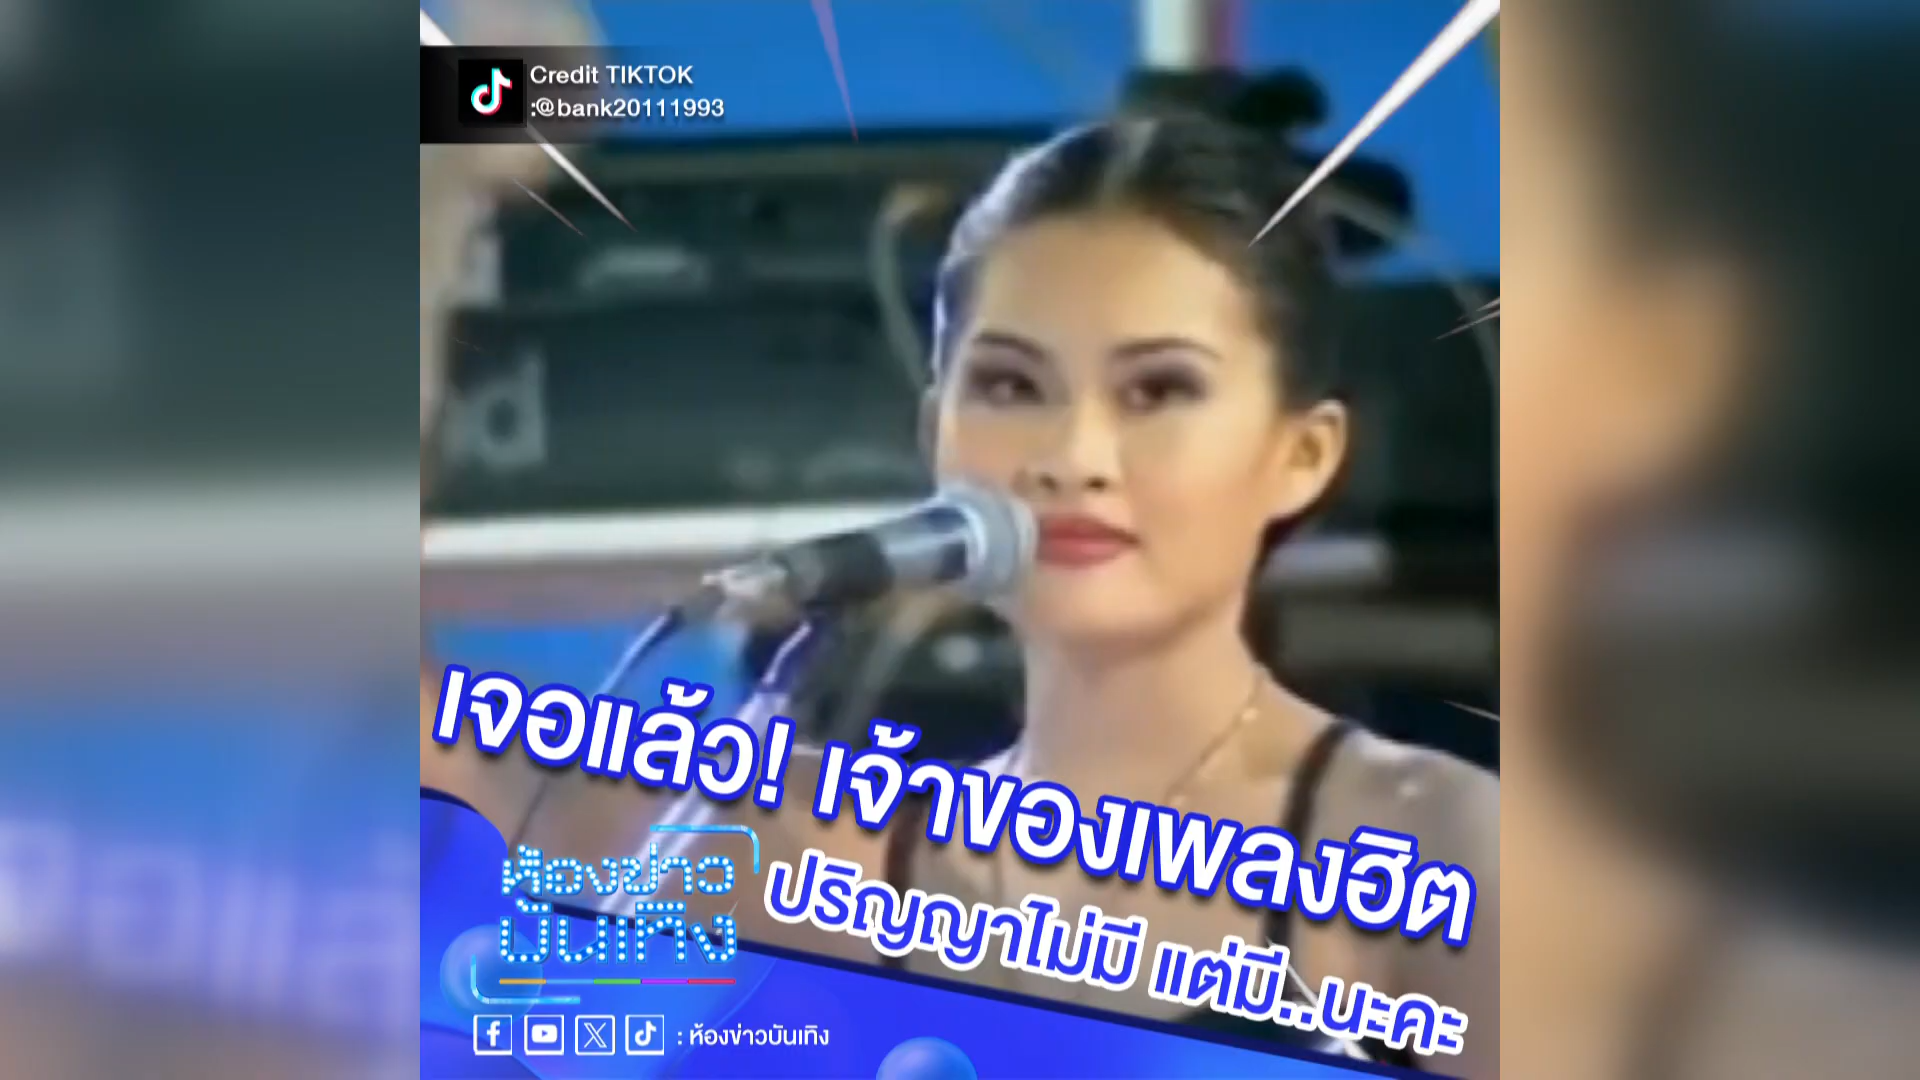 Credit TIKTOK
:@bank20111993
เจอแล้ว! เจ้าของเพลงฮิต
ปริญญาไม่มี แต่มี..นะคะ
ห้องข่าว
บันเทิง
: ห้องข่าวบันเทิง